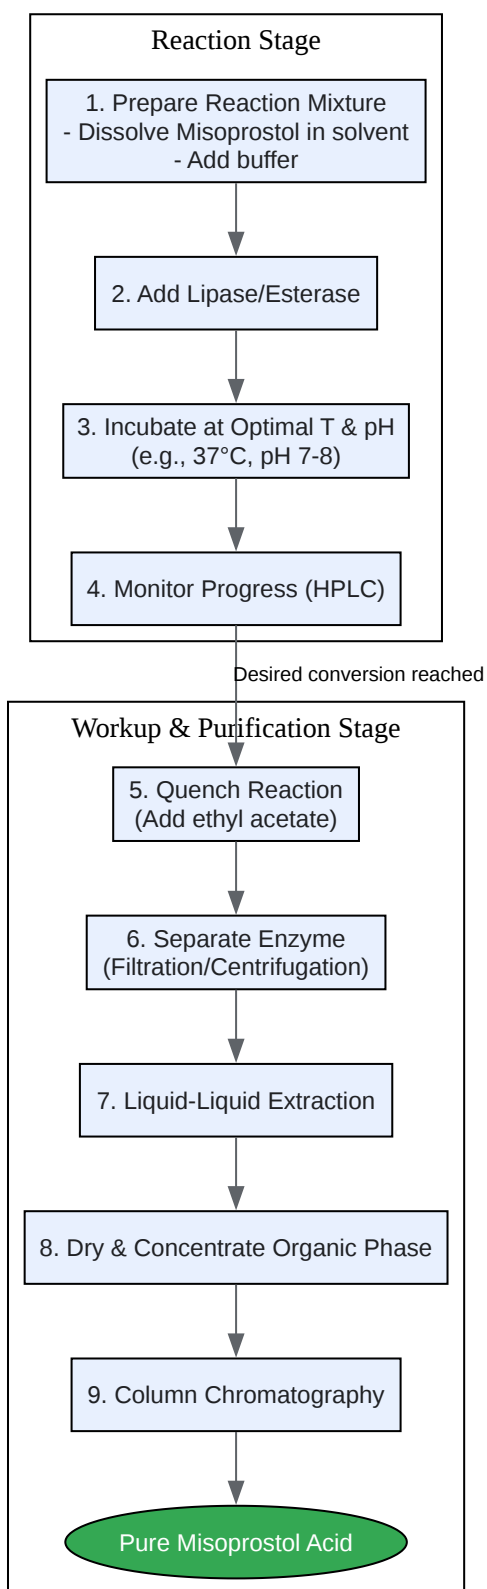 Reaction Stage
1. Prepare Reaction Mixture
- Dissolve Misoprostol in solvent
- Add buffer
2. Add Lipase/Esterase
3. Incubate at Optimal T & pH
(e.g., 37°C, pH 7-8)
4. Monitor Progress (HPLC)
Desired conversion reached
Workup & Purification Stage
5. Quench Reaction
(Add ethyl acetate)
6. Separate Enzyme
(Filtration/Centrifugation)
7. Liquid-Liquid Extraction
8. Dry & Concentrate Organic Phase
9. Column Chromatography
Pure Misoprostol Acid